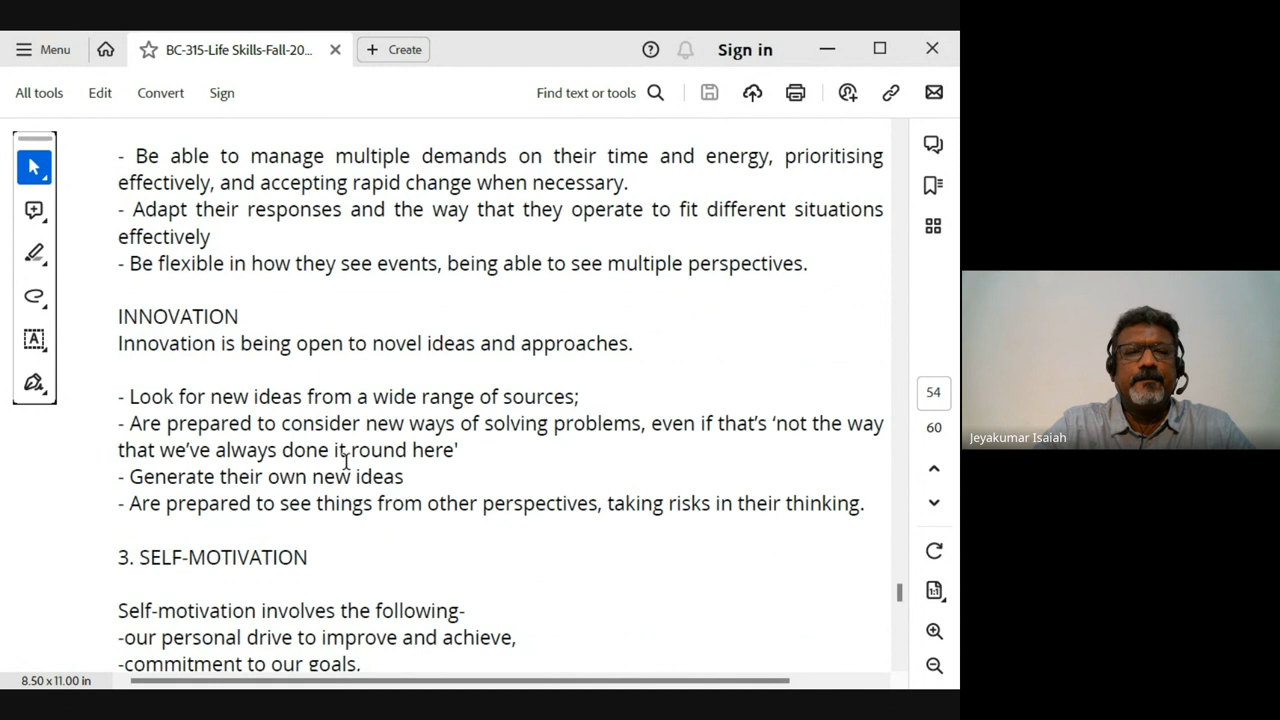 Menu
BC-315-Life Skills-Fall-20...
Create
Sign in
All tools
Edit
Convert
Sign
Find text or tools
- Be able to manage multiple demands on their time and energy, prioritising
effectively, and accepting rapid change when necessary.
- Adapt their responses and the way that they operate to fit different situations
effectively
- Be flexible in how they see events, being able to see multiple perspectives.
INNOVATION
Innovation is being open to novel ideas and approaches.
- Look for new ideas from a wide range of sources;
- Are prepared to consider new ways of solving problems, even if that’s ‘not the way
that we’ve always done it round here'
- Generate their own new ideas
- Are prepared to see things from other perspectives, taking risks in their thinking.
3. SELF-MOTIVATION
Self-motivation involves the following-
-our personal drive to improve and achieve,
-commitment to our goals.
54
60
1:1
8.50 x 11.00 in
Jeyakumar Isaiah